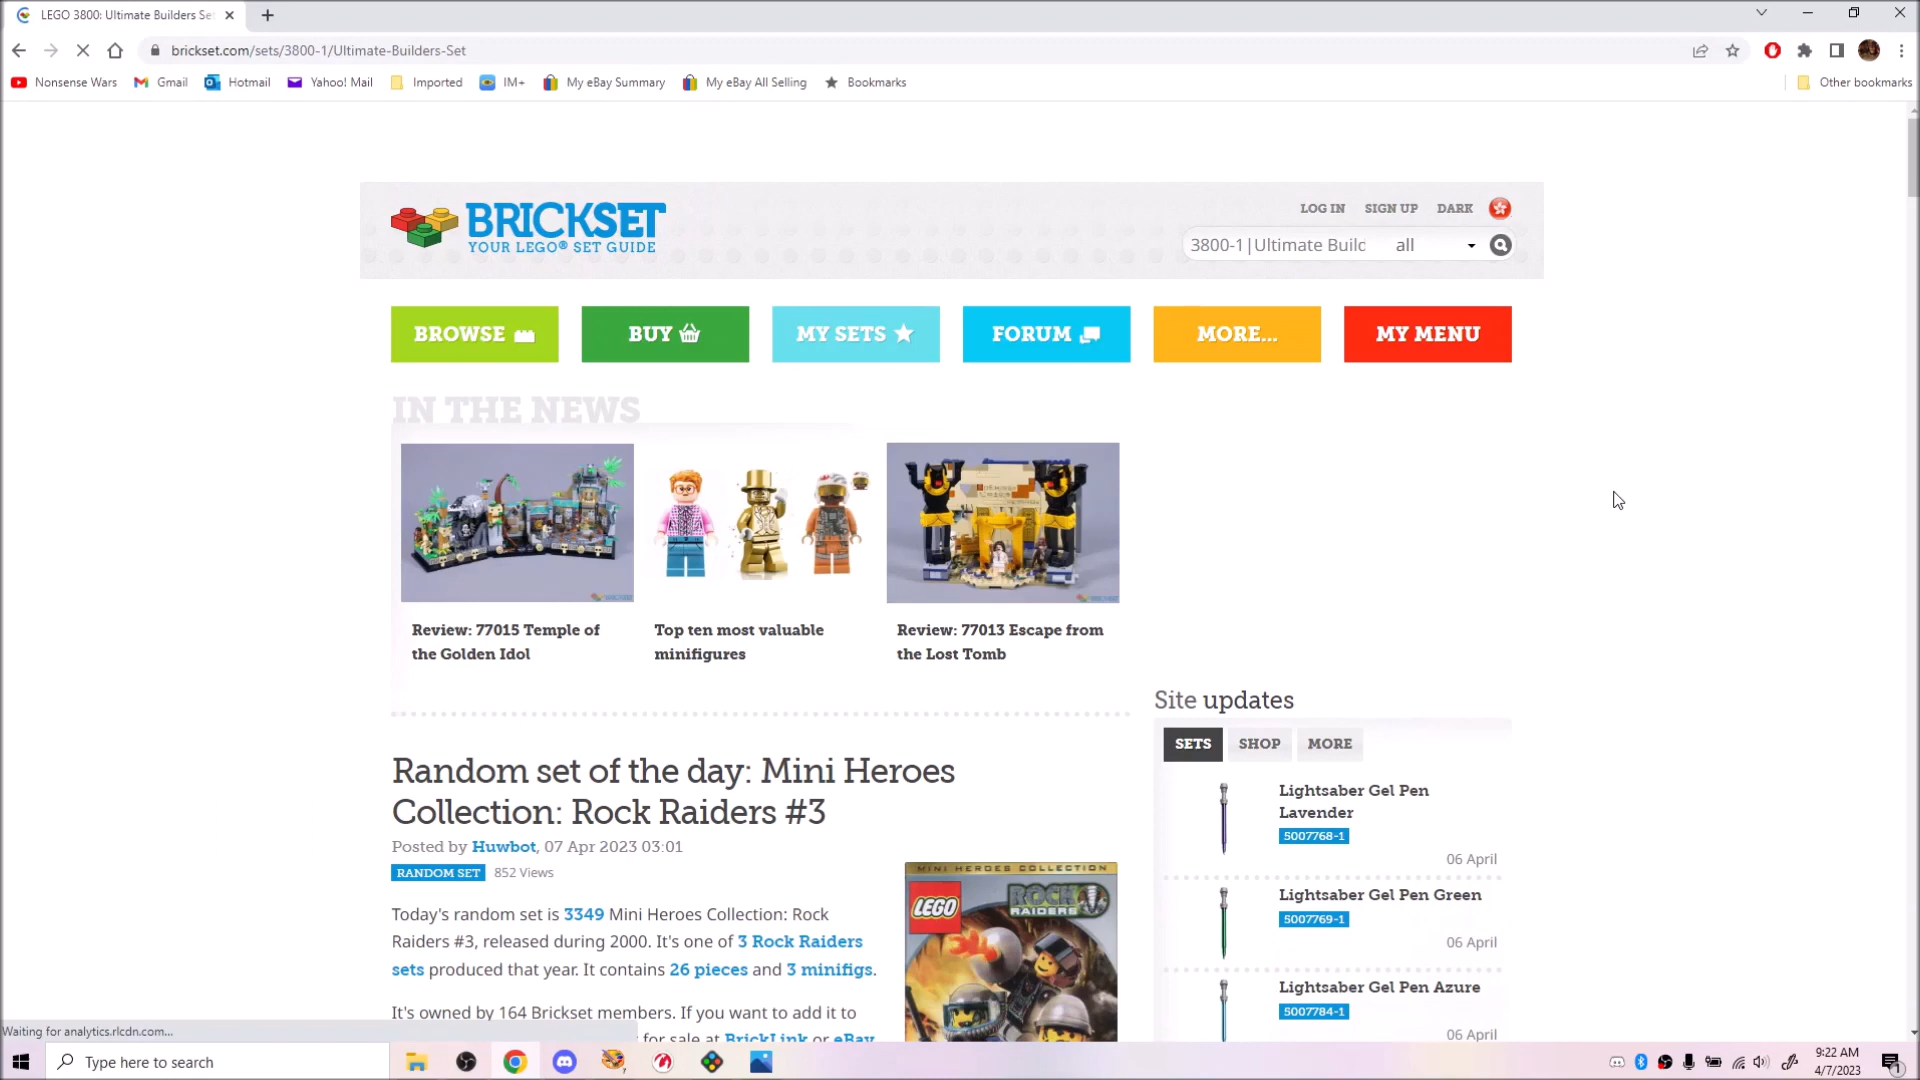 LEGO 3800: Ultimate Builders Se
brickset.com/sets/3800-1/Ultimate-Builders-Set
Nonsense Wars
Gmail
Hotmail
Yahoo! Mail
Imported
IM+
My eBay Summary
My eBay All Selling
Bookmarks
Other bookmarks
BRICKSET
YOUR LEGO® SET GUIDE
LOG IN SIGN UP DARK
3800-1|Ultimate Build all
BROWSE
BUY
MY SETS
FORUM
MORE...
MY MENU
IN THE NEWS
Review: 77015 Temple of
the Golden Idol
Top ten most valuable
minifigures
Review: 77013 Escape from
the Lost Tomb
Random set of the day: Mini Heroes
Collection: Rock Raiders #3
Posted by Huwbot, 07 Apr 2023 03:01
RANDOM SET 852 Views
Today's random set is 3349 Mini Heroes Collection: Rock
Raiders #3, released during 2000. It's one of 3 Rock Raiders
sets produced that year. It contains 26 pieces and 3 minifigs.
It's owned by 164 Brickset members. If you want to add it to
for sale at BrickLink or eBay
MINI HEROES COLLECTION
LEGO
ROCK
RAIDERS
Site updates
SETS SHOP MORE
Lightsaber Gel Pen
Lavender
5007768-1
06 April
Lightsaber Gel Pen Green
5007769-1
06 April
Lightsaber Gel Pen Azure
5007784-1
06 April
Waiting for analytics.rlcdn.com...
Type here to search
9:22 AM
4/7/2023
1